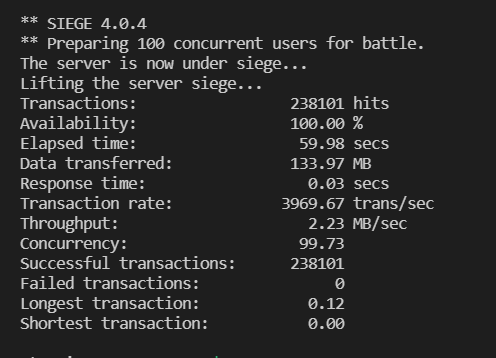 ** SIEGE 4.0.4
** Preparing 100 concurrent users for battle.
The server is now under siege...
Lifting the server siege...
Transactions: 238101 hits
Availability: 100.00 %
Elapsed time: 59.98 secs
Data transferred: 133.97 MB
Response time: 0.03 secs
Transaction rate: 3969.67 trans/sec
Throughput: 2.23 MB/sec
Concurrency: 99.73
Successful transactions: 238101
Failed transactions: 0
Longest transaction: 0.12
Shortest transaction: 0.00